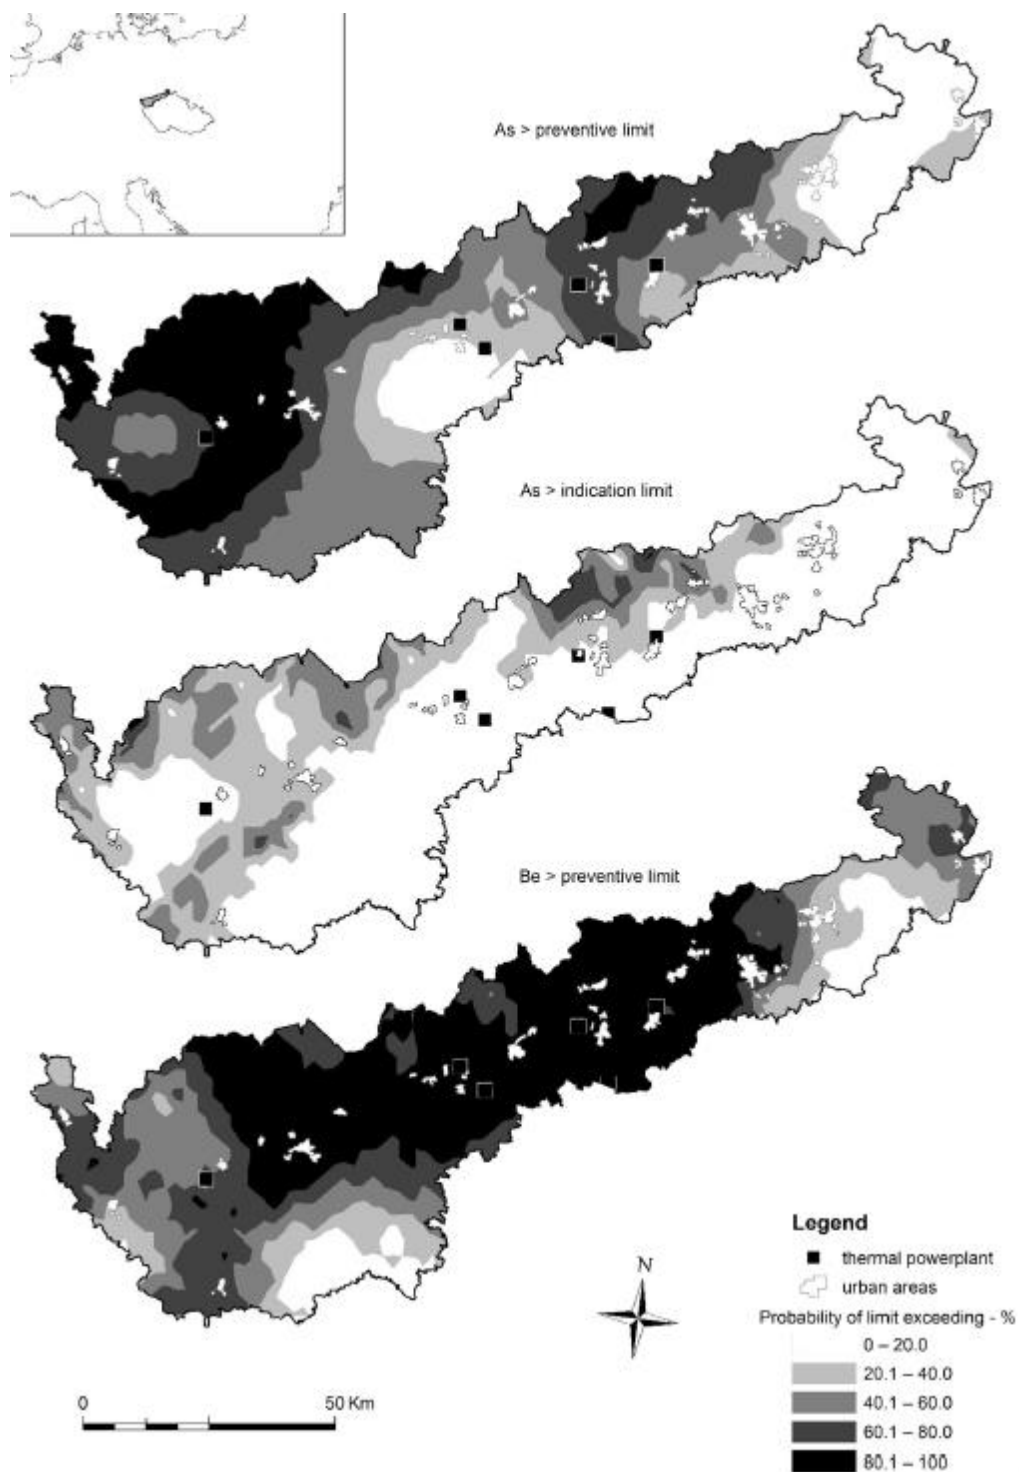 As > preventive limit
As > indication limit
Be > preventive limit
Legend
thermal powerplant
urban areas
Probability of limit exceeding - %
0 – 20.0
20.1 – 40.0
40.1 – 60.0
60.1 – 80.0
80.1 – 100
N
0 50 Km